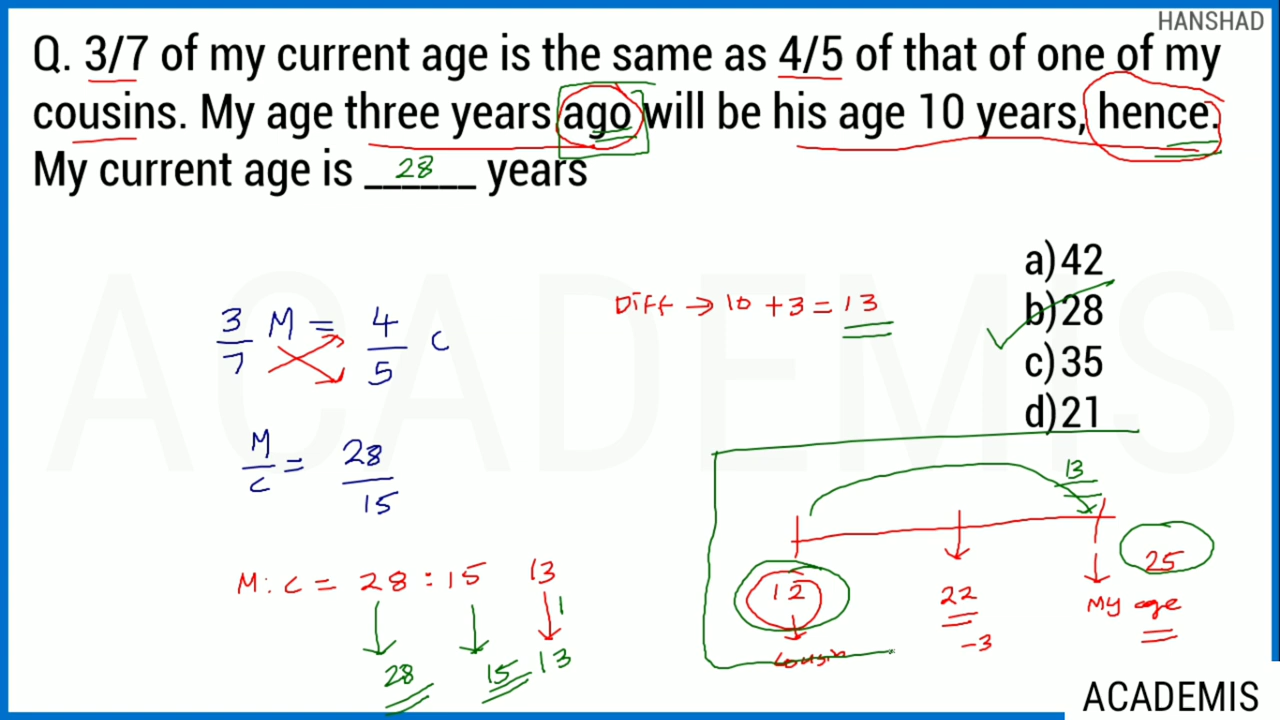 HANSHAD
Q. 3/7 of my current age is the same as 4/5 of that of one of my
cousins. My age three years ago will be his age 10 years, hence.
My current age is 28 years
a)42
b)28
c)35
d)21
Diff → 10 + 3 = 13
3/7 M = 4/5 C
M/C = 28/15
M : C = 28 : 15 13
1
28 15 13
13
12 22 25
-3
My age
cousin
ACADEMIS
ACADEMIS